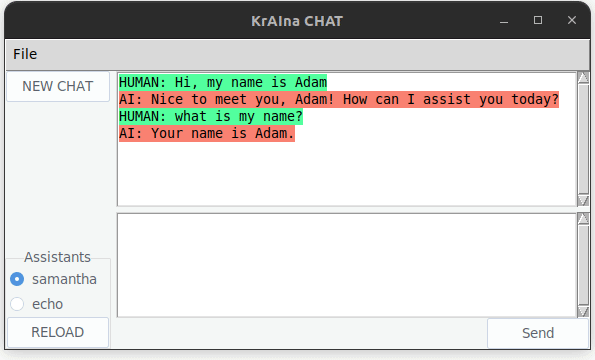 KrAIna CHAT
File
NEW CHAT
HUMAN: Hi, my name is Adam
AI: Nice to meet you, Adam! How can I assist you today?
HUMAN: what is my name?
AI: Your name is Adam.
Assistants
samantha
echo
RELOAD
Send